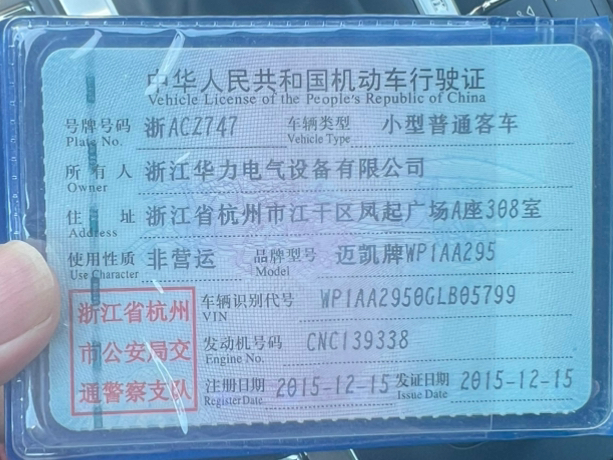 中华人民共和国机动车行驶证
Vehicle License of the People's Republic of China
号牌号码 浙AC2747 车辆类型 小型普通客车
Plate No. Vehicle Type
所有人 浙江华力电气设备有限公司
Owner
住址 浙江省杭州市江干区凤起广场A座308室
Address
使用性质 非营运 品牌型号 迈凯牌WP1AA295
Use Character Model
浙江省杭州
市公安局交
通警察支队
车辆识别代号 WP1AA2950GLB05799
VIN
发动机号码 CNC139338
Engine No.
注册日期 2015-12-15 发证日期 2015-12-15
Register Date Issue Date